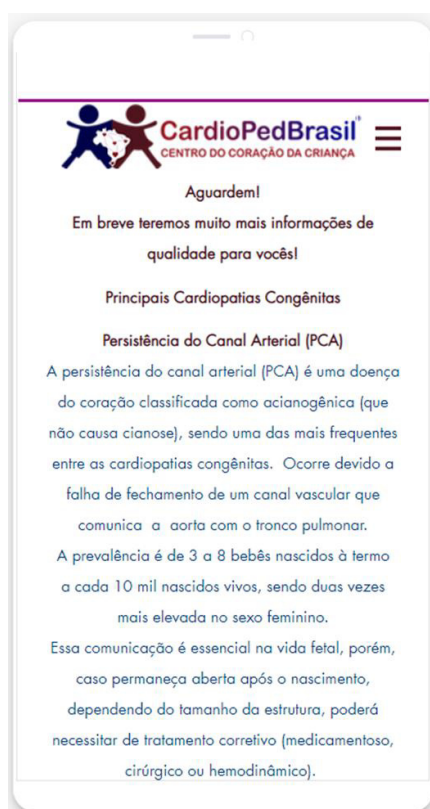 CardioPedBrasil
CENTRO DO CORAÇÃO DA CRIANÇA
Aguardem!
Em breve teremos muito mais informações de
qualidade para vocês!
Principais Cardiopatias Congênitas
Persistência do Canal Arterial (PCA)
A persistência do canal arterial (PCA) é uma doença
do coração classificada como acianogênica (que
não causa cianose), sendo uma das mais frequentes
entre as cardiopatias congênitas. Ocorre devido a
falha de fechamento de um canal vascular que
comunica a aorta com o tronco pulmonar.
A prevalência é de 3 a 8 bebês nascidos à termo
a cada 10 mil nascidos vivos, sendo duas vezes
mais elevada no sexo feminino.
Essa comunicação é essencial na vida fetal, porém,
caso permaneça aberta após o nascimento,
dependendo do tamanho da estrutura, poderá
necessitar de tratamento corretivo (medicamentoso,
cirúrgico ou hemodinâmico).